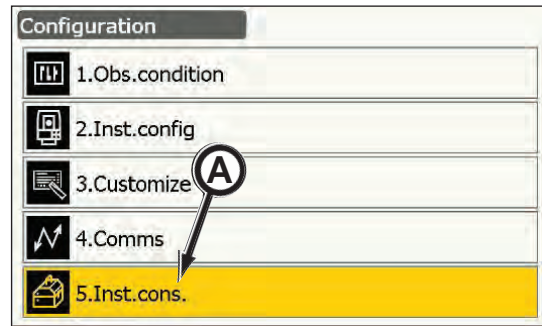 Configuration
1.Obs.condition
2.Inst.config
3.Customize
A
4.Comms
5.Inst.cons.